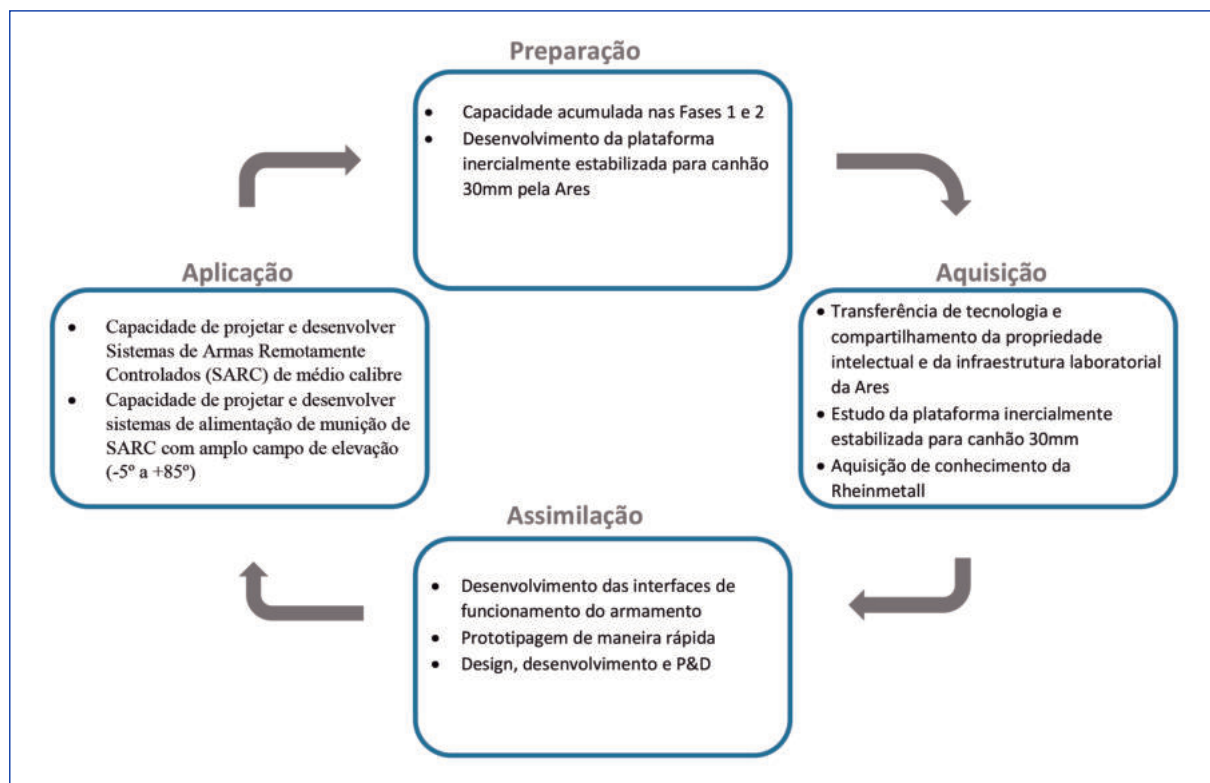 Preparação
• Capacidade acumulada nas Fases 1 e 2
• Desenvolvimento da plataforma
inercialmente estabilizada para canhão
30mm pela Ares
Aquisição
• Transferência de tecnologia e
compartilhamento da propriedade
intelectual e da infraestrutura laboratorial
da Ares
• Estudo da plataforma inercialmente
estabilizada para canhão 30mm
• Aquisição de conhecimento da
Rheinmetall
Assimilação
• Desenvolvimento das interfaces de
funcionamento do armamento
• Prototipagem de maneira rápida
• Design, desenvolvimento e P&D
Aplicação
• Capacidade de projetar e desenvolver
Sistemas de Armas Remotamente
Controlados (SARC) de médio calibre
• Capacidade de projetar e desenvolver
sistemas de alimentação de munição de
SARC com amplo campo de elevação
(-5º a +85º)